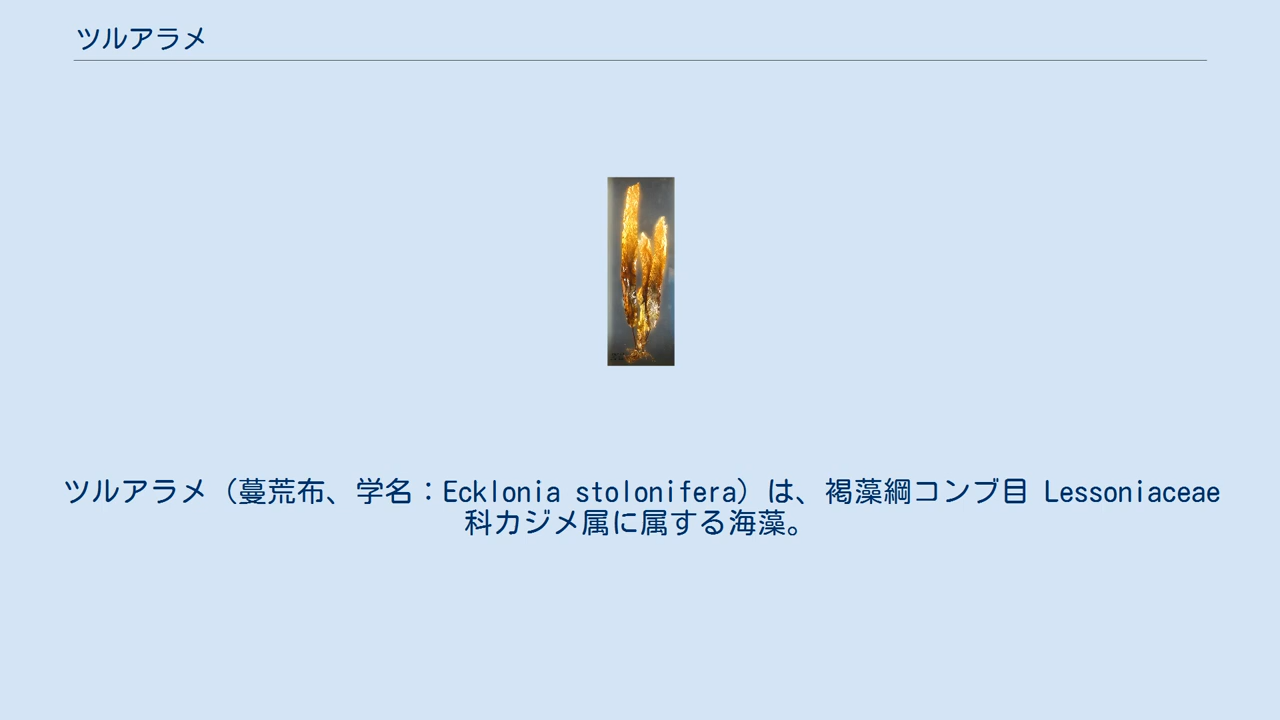 ツルアラメ
ツルアラメ（蔓荒布、学名：Ecklonia stolonifera）は、褐藻綱コンブ目 Lessoniaceae
科カジメ属に属する海藻。